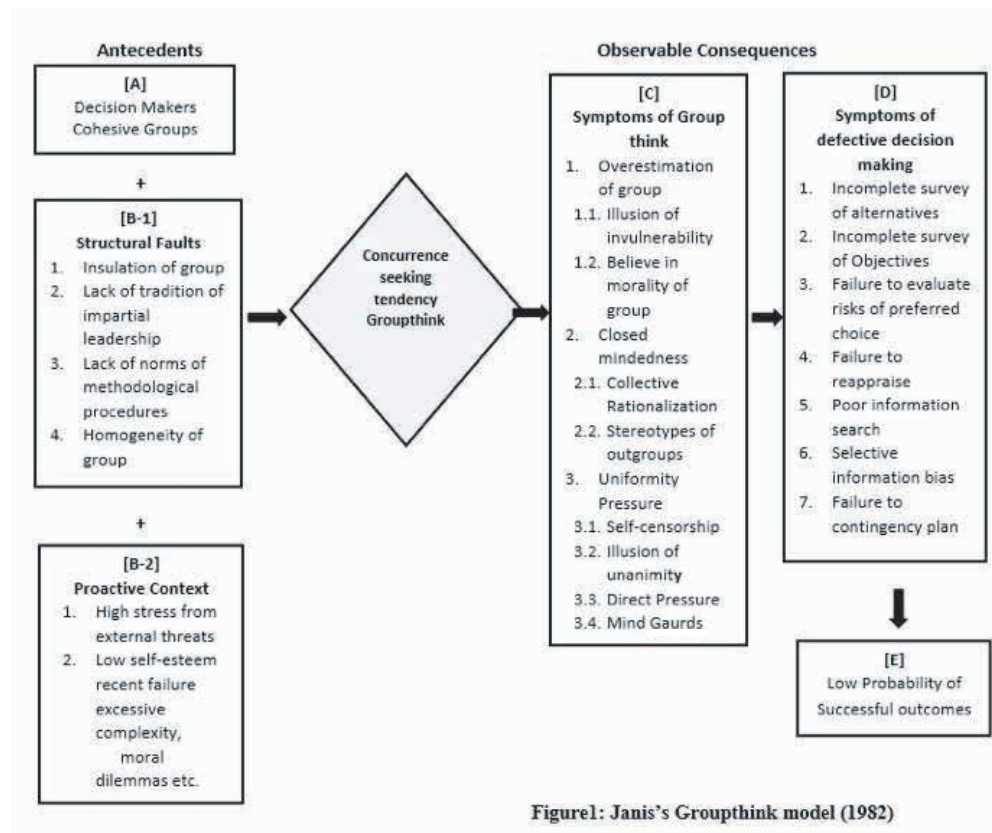 Antecedents
[A]
Decision Makers
Cohesive Groups
+
[B-1]
Structural Faults
1. Insulation of group
2. Lack of tradition of
impartial
leadership
3. Lack of norms of
methodological
procedures
4. Homogeneity of
group
+
[B-2]
Proactive Context
1. High stress from
external threats
2. Low self-esteem
recent failure
excessive
complexity,
moral
dilemmas etc.
Concurrence
seeking
tendency
Groupthink
Observable Consequences
[C]
Symptoms of Group
think
1. Overestimation
of group
1.1. Illusion of
invulnerability
1.2. Believe in
morality of
group
2. Closed
mindedness
2.1. Collective
Rationalization
2.2. Stereotypes of
outgroups
3. Uniformity
Pressure
3.1. Self-censorship
3.2. Illusion of
unanimity
3.3. Direct Pressure
3.4. Mind Gaurds
[D]
Symptoms of
defective decision
making
1. Incomplete survey
of alternatives
2. Incomplete survey
of Objectives
3. Failure to evaluate
risks of preferred
choice
4. Failure to
reappraise
5. Poor information
search
6. Selective
information bias
7. Failure to
contingency plan
[E]
Low Probability of
Successful outcomes
Figure1: Janis's Groupthink model (1982)